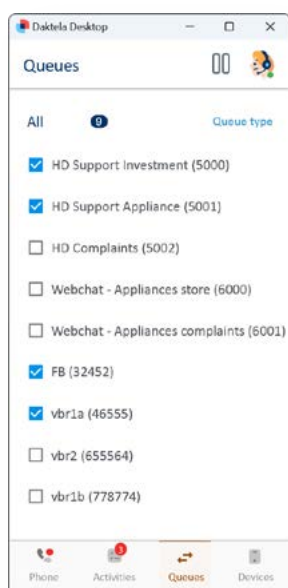 Daktela Desktop
Queues
All 9 Queue type
HD Support Investment (5000)
HD Support Appliance (5001)
HD Complaints (5002)
Webchat - Appliances store (6000)
Webchat - Appliances complaints (6001)
FB (32452)
vbr1a (46555)
vbr2 (655564)
vbr1b (778774)
3
Phone Activities Queues Devices